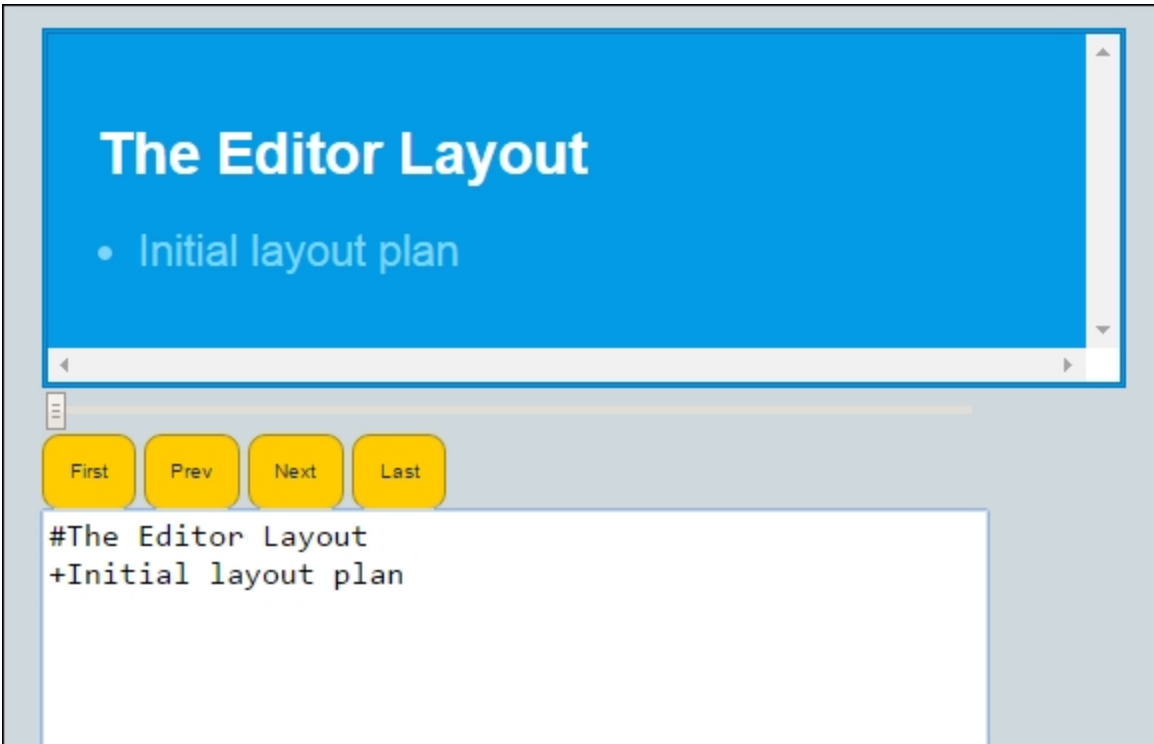 The Editor Layout
• Initial layout plan
First Prev Next Last
#The Editor Layout
+Initial layout plan